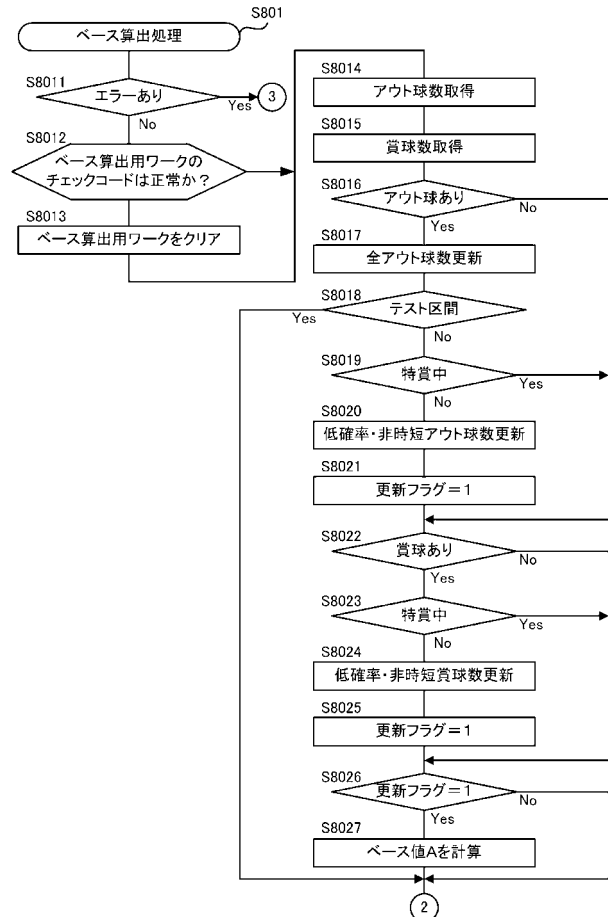 ベース算出処理
S801
S8011
エラーあり
Yes
3
No
S8012
ベース算出用ワークの
チェックコードは正常か?
S8013
ベース算出用ワークをクリア
S8014
アウト球数取得
S8015
賞球数取得
S8016
アウト球あり
No
Yes
S8017
全アウト球数更新
S8018
テスト区間
Yes
No
S8019
特賞中
Yes
No
S8020
低確率・非時短アウト球数更新
S8021
更新フラグ=1
S8022
賞球あり
No
Yes
S8023
特賞中
Yes
No
S8024
低確率・非時短賞球数更新
S8025
更新フラグ=1
S8026
更新フラグ=1
No
Yes
S8027
ベース値Aを計算
2